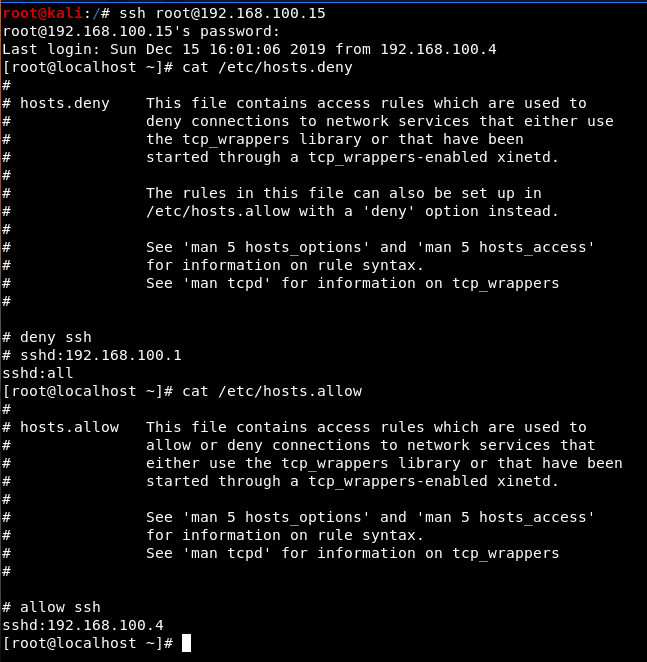 root@kali:/# ssh root@192.168.100.15
root@192.168.100.15's password:
Last login: Sun Dec 15 16:01:06 2019 from 192.168.100.4
[root@localhost ~]# cat /etc/hosts.deny
#
# hosts.deny    This file contains access rules which are used to
#               deny connections to network services that either use
#               the tcp_wrappers library or that have been
#               started through a tcp_wrappers-enabled xinetd.
#
#               The rules in this file can also be set up in
#               /etc/hosts.allow with a 'deny' option instead.
#
#               See 'man 5 hosts_options' and 'man 5 hosts_access'
#               for information on rule syntax.
#               See 'man tcpd' for information on tcp_wrappers
#

# deny ssh
# sshd:192.168.100.1
sshd:all
[root@localhost ~]# cat /etc/hosts.allow
#
# hosts.allow   This file contains access rules which are used to
#               allow or deny connections to network services that
#               either use the tcp_wrappers library or that have been
#               started through a tcp_wrappers-enabled xinetd.
#
#               See 'man 5 hosts_options' and 'man 5 hosts_access'
#               for information on rule syntax.
#               See 'man tcpd' for information on tcp_wrappers
#

# allow ssh
sshd:192.168.100.4
[root@localhost ~]#